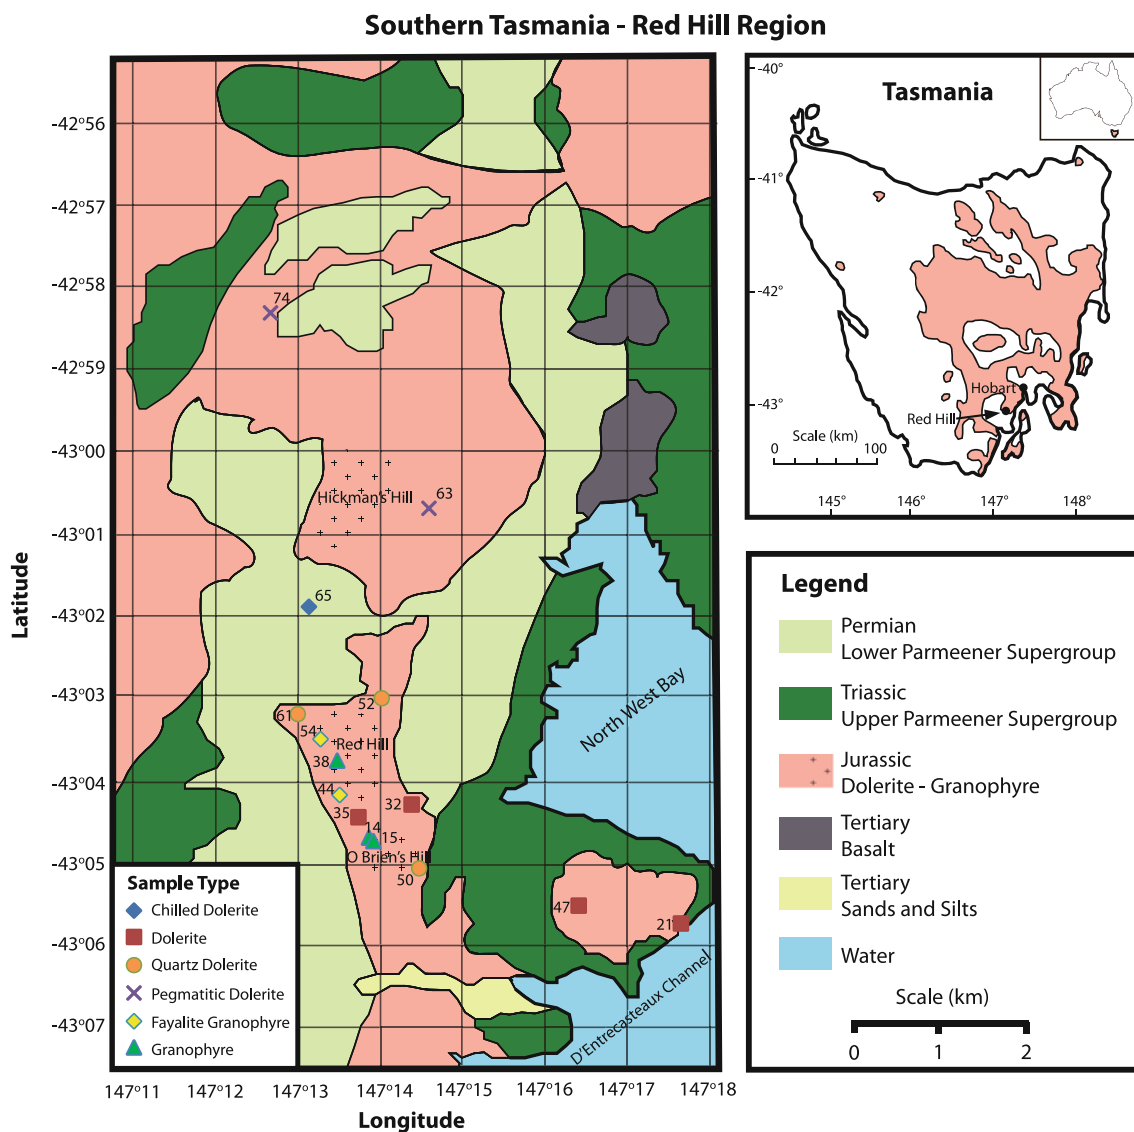 Southern Tasmania - Red Hill Region
-42°56
-42°57
-42°58
-42°59
-43°00
-43°01
-43°02
-43°03
-43°04
-43°05
-43°06
-43°07
Latitude
74
Hickman's Hill
63
65
52
61
54
Red Hill
38
44
35
32
14
15
O Brien's Hill
50
47
21
North West Bay
D'Entrecasteaux Channel
Sample Type
Chilled Dolerite
Dolerite
Quartz Dolerite
Pegmatitic Dolerite
Fayalite Granophyre
Granophyre
147°11
147°12
147°13
147°14
147°15
147°16
147°17
147°18
Longitude
Tasmania
-40°
-41°
-42°
-43°
Hobart
Red Hill
Scale (km)
0
100
145°
146°
147°
148°
Legend
Permian
Lower Parmeener Supergroup
Triassic
Upper Parmeener Supergroup
Jurassic
Dolerite - Granophyre
Tertiary
Basalt
Tertiary
Sands and Silts
Water
Scale (km)
0
1
2